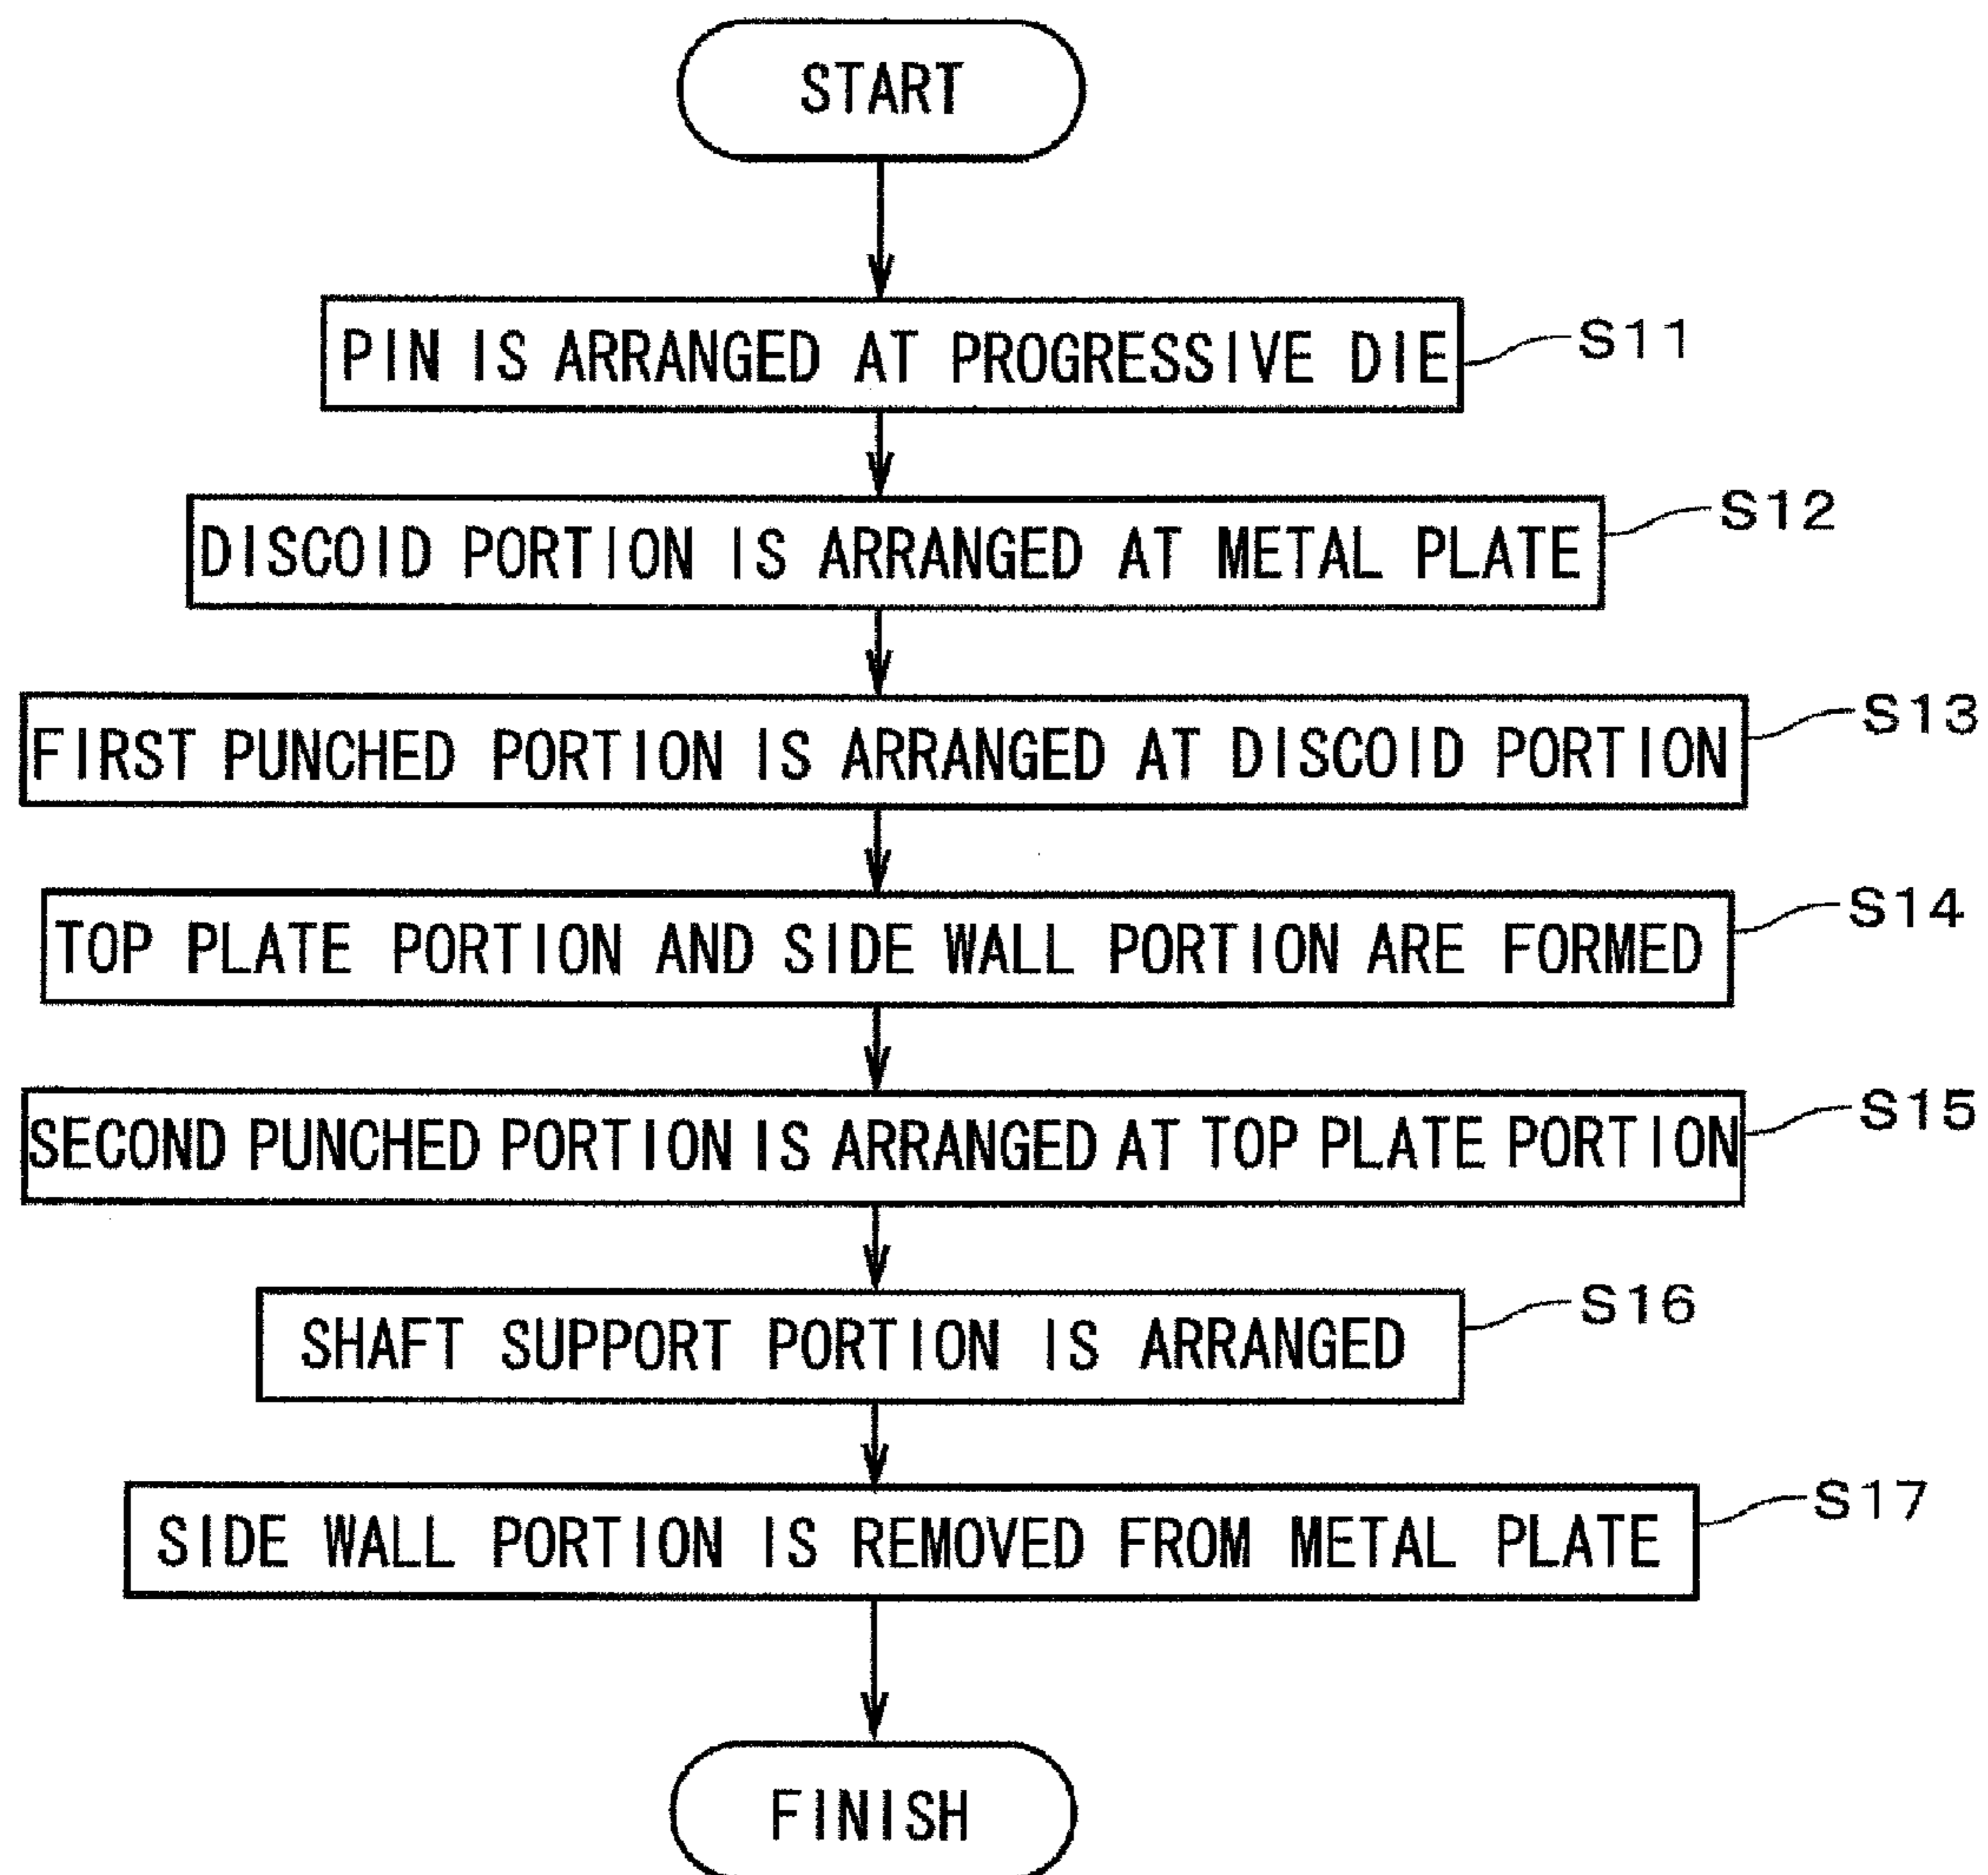 START
PIN IS ARRANGED AT PROGRESSIVE DIE
S11
DISCOID PORTION IS ARRANGED AT METAL PLATE
S12
FIRST PUNCHED PORTION IS ARRANGED AT DISCOID PORTION
S13
TOP PLATE PORTION AND SIDE WALL PORTION ARE FORMED
S14
SECOND PUNCHED PORTION IS ARRANGED AT TOP PLATE PORTION
S15
SHAFT SUPPORT PORTION IS ARRANGED
S16
SIDE WALL PORTION IS REMOVED FROM METAL PLATE
S17
FINISH